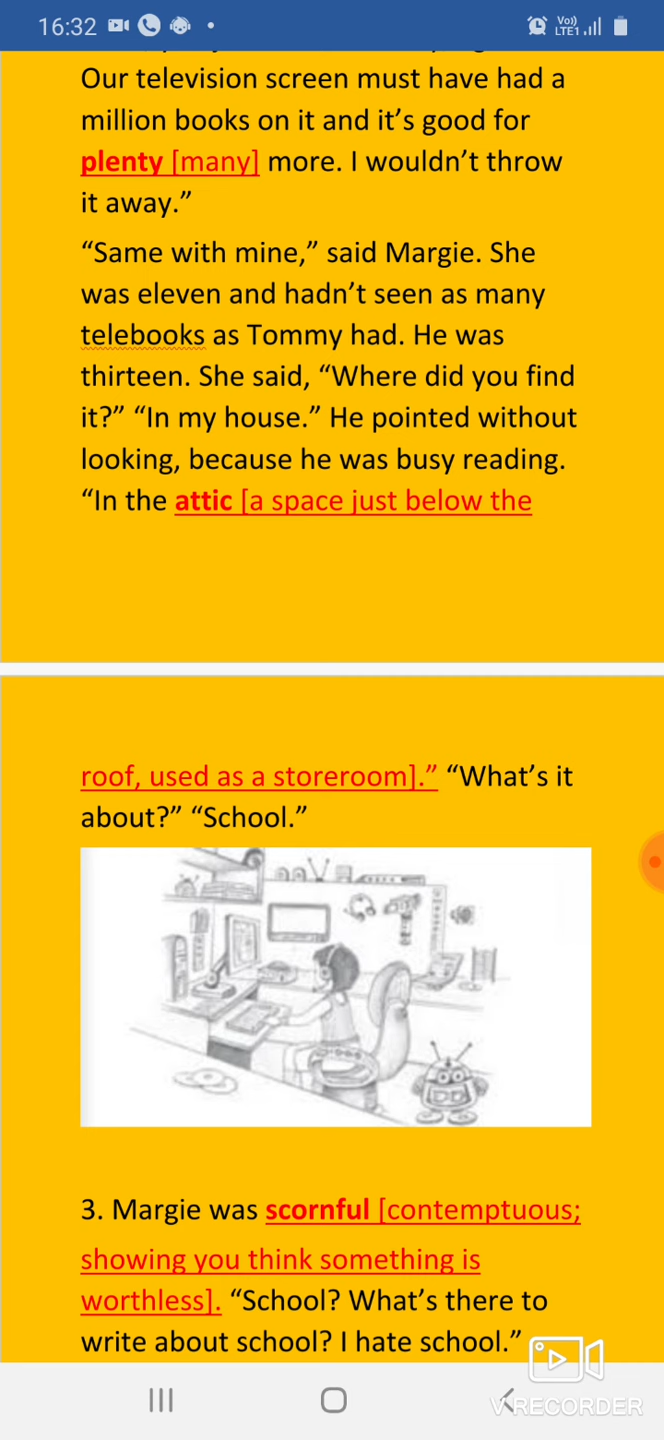 16:32
Vo))
LTE1
Our television screen must have had a
million books on it and it’s good for
plenty [many] more. I wouldn’t throw
it away.”
“Same with mine,” said Margie. She
was eleven and hadn’t seen as many
telebooks as Tommy had. He was
thirteen. She said, “Where did you find
it?” “In my house.” He pointed without
looking, because he was busy reading.
“In the attic [a space just below the
roof, used as a storeroom].” “What’s it
about?” “School.”
3. Margie was scornful [contemptuous;
showing you think something is
worthless]. “School? What’s there to
write about school? I hate school.”
V RECORDER